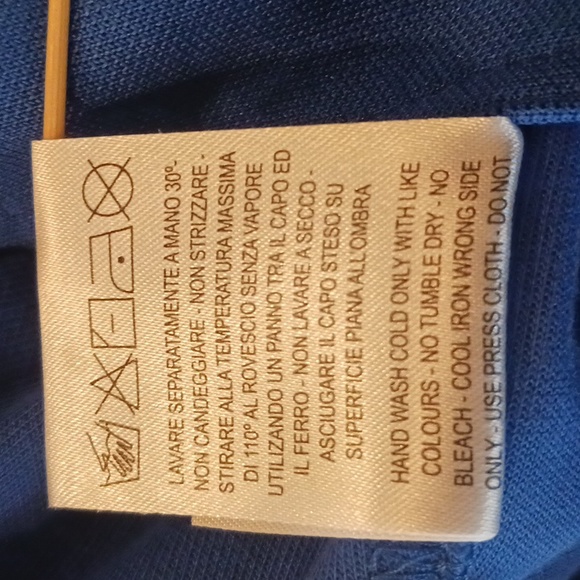 LAVARE SEPARATAMENTE A MANO 30°-
NON CANDEGGIARE - NON STRIZZARE -
STIRARE ALLA TEMPERATURA MASSIMA
DI 110° AL ROVESCIO SENZA VAPORE
UTILIZANDO UN PANNO TRA IL CAPO ED
IL FERRO - NON LAVARE A SECCO -
ASCIUGARE IL CAPO STESO SU
SUPERFICIE PIANA ALL'OMBRA
HAND WASH COLD ONLY WITH LIKE
COLOURS - NO TUMBLE DRY - NO
BLEACH - COOL IRON WRONG SIDE
ONLY - USE PRESS CLOTH - DO NOT